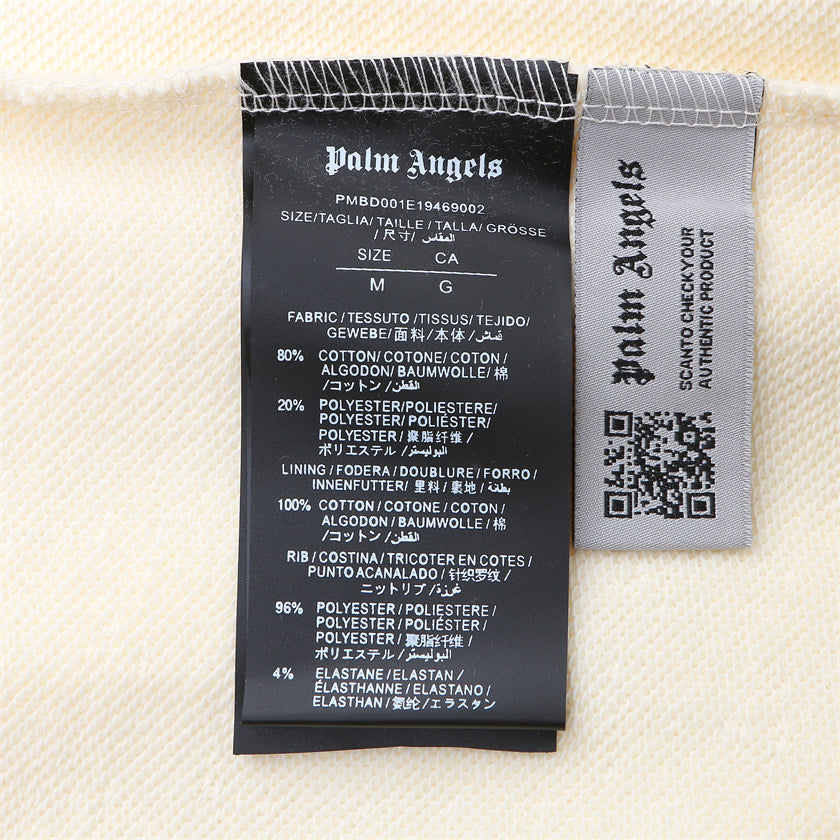 Palm Angels
PMBD001E19469002
SIZE/TAGLIA/ TAILLE / TALLA/ GRÖSSE
/ 尺寸/ المقاس
SIZE CA
M G
FABRIC / TESSUTO /TISSUS/ TEJIDO/
GEWEBE/ 面料 / 本体 / قماش
80% COTTON/ COTONE/ COTON /
ALGODON/ BAUMWOLLE/ 棉
/コットン / القطن
20% POLYESTER/POLIESTERE/
POLYESTER/ POLIÉSTER/
POLYESTER / 聚脂纤维 /
ポリエステル / البوليستر
LINING / FODERA / DOUBLURE / FORRO /
INNENFUTTER/ 里料 / 裏地 / بطانة
100% COTTON / COTONE / COTON /
ALGODON / BAUMWOLLE / 棉
/コットン / القطن
RIB / COSTINA / TRICOTER EN COTES /
PUNTO ACANALADO / 针织罗纹 /
ニットリブ / غرزة
96% POLYESTER / POLIESTERE /
POLYESTER / POLIÉSTER /
POLYESTER / 聚脂纤维 /
ポリエステル / البوليستر
4% ELASTANE / ELASTAN /
ÉLASTHANNE / ELASTANO /
ELASTHAN / 氨纶 / エラスタン
Palm Angels
SCANTO CHECKYOUR
AUTHENTIC PRODUCT